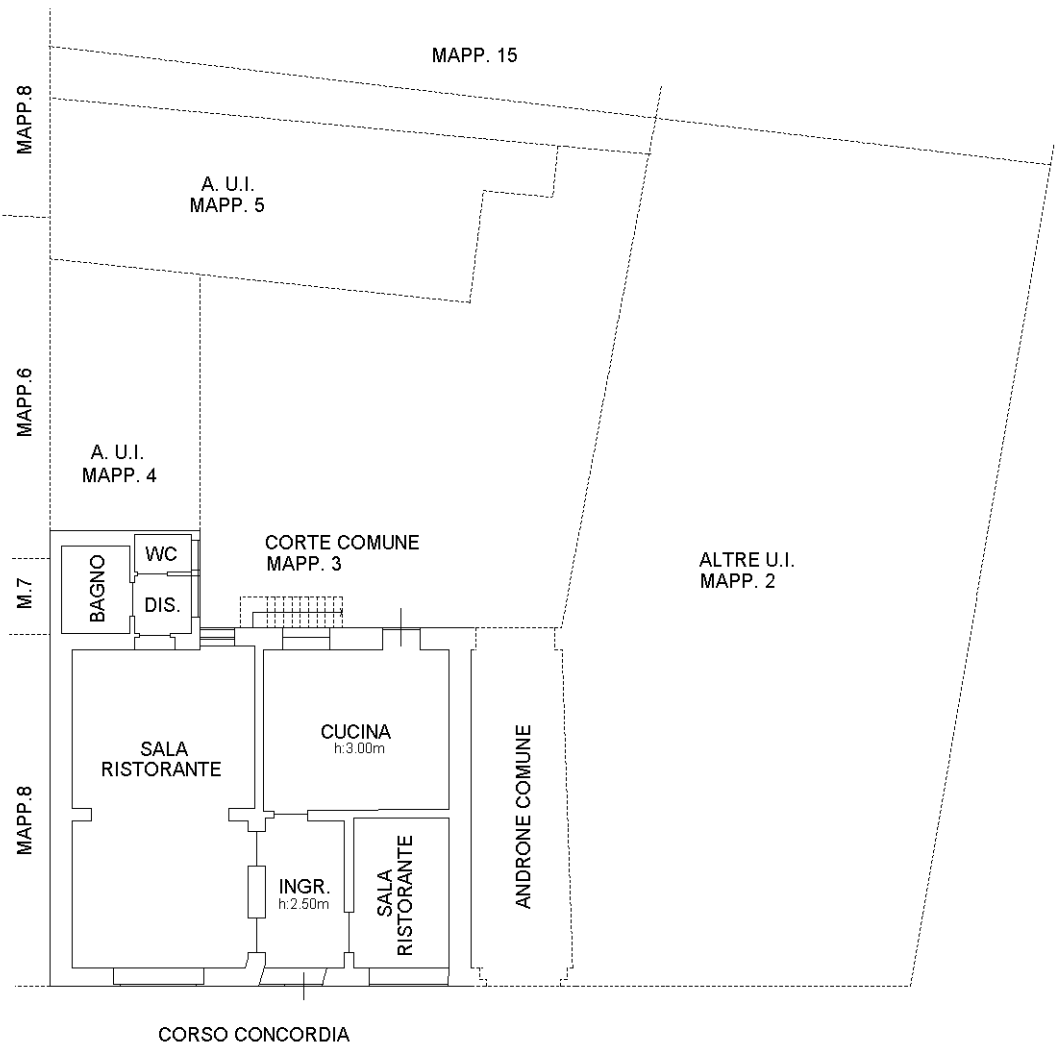 MAPP. 15
MAPP.8
A. U.I.
MAPP. 5
MAPP.6
A. U.I.
MAPP. 4
CORTE COMUNE
MAPP. 3
ALTRE U.I.
MAPP. 2
M.7
BAGNO
WC
DIS.
SALA
RISTORANTE
CUCINA
h:3.00m
ANDRONE COMUNE
MAPP.8
INGR.
h:2.50m
SALA
RISTORANTE
CORSO CONCORDIA